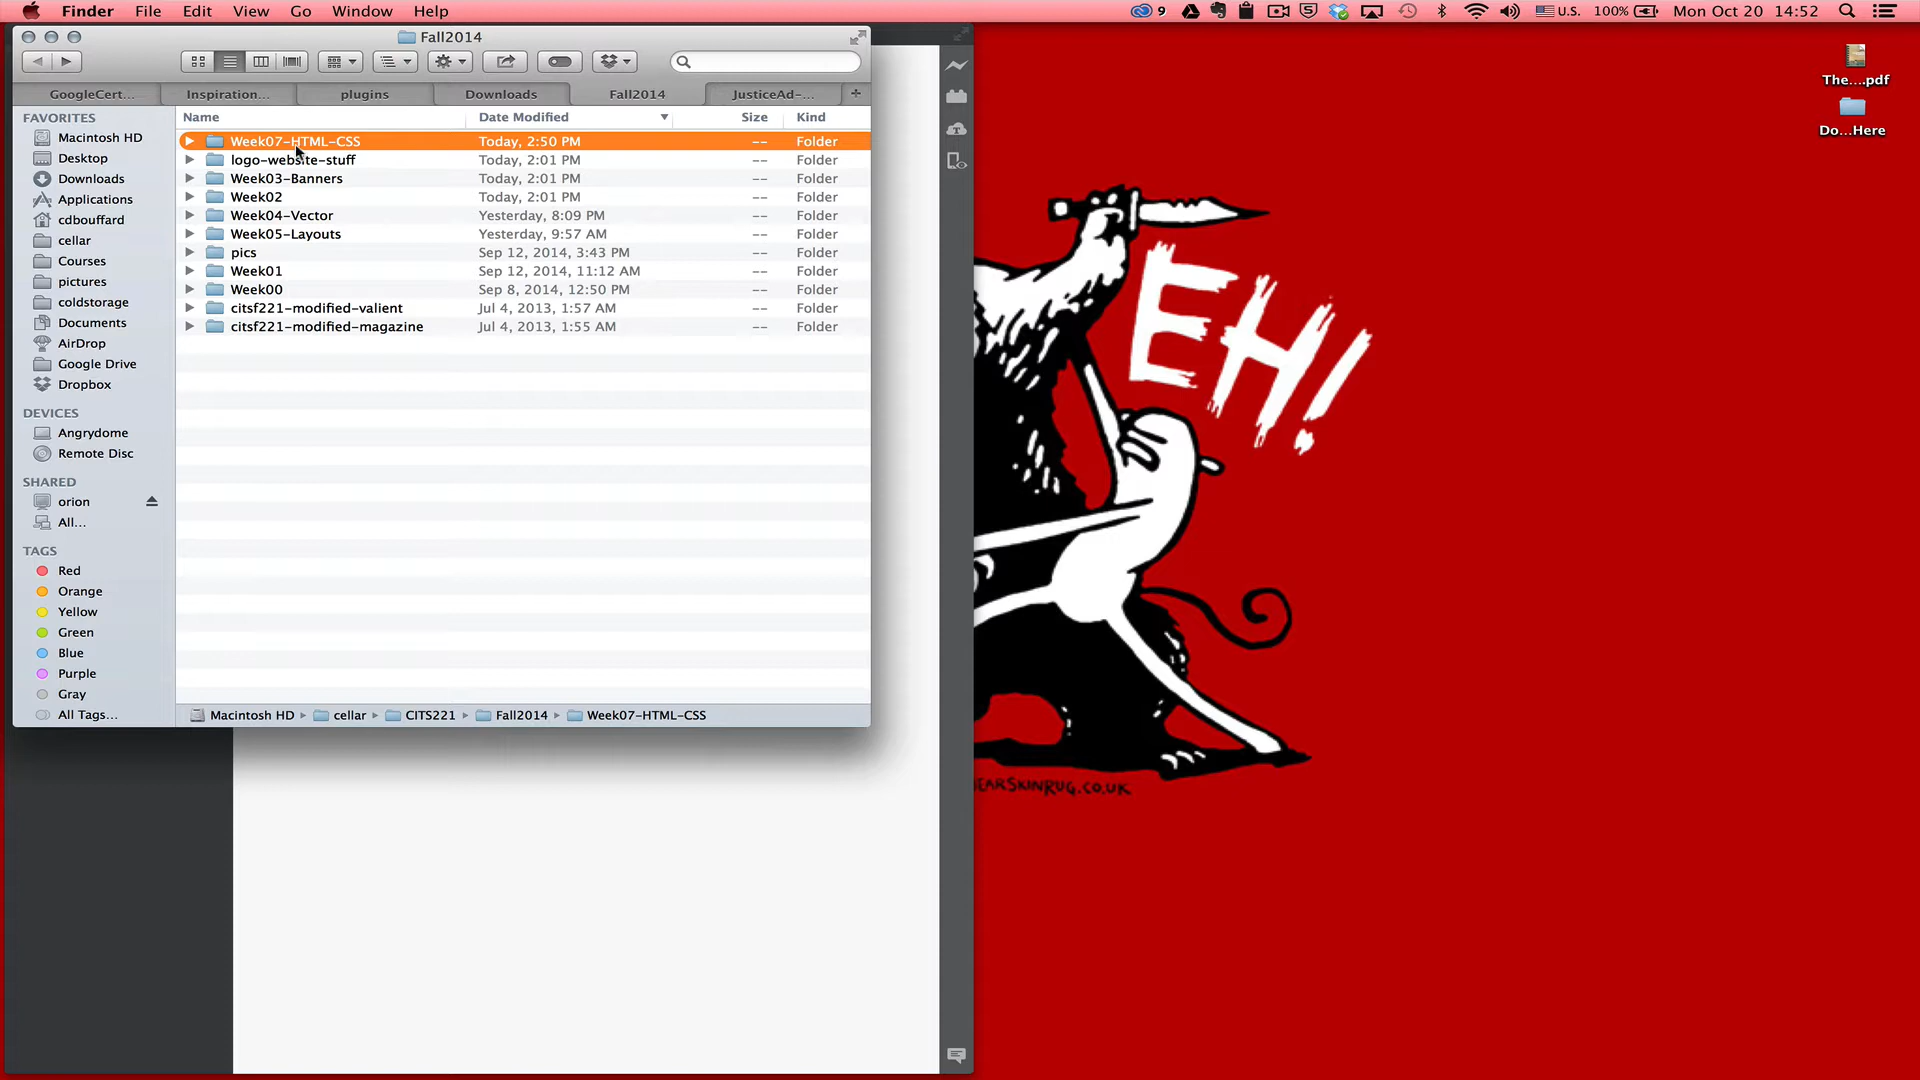 Finder File Edit View Go Window Help
9 U.S. 100% Mon Oct 20 14:52
Fall2014
GoogleCert... Inspiration... plugins Downloads Fall2014 JusticeAd-... +
FAVORITES
Macintosh HD
Desktop
Downloads
Applications
cdbouffard
cellar
Courses
pictures
coldstorage
Documents
AirDrop
Google Drive
Dropbox
DEVICES
Angrydome
Remote Disc
SHARED
orion
All...
TAGS
Red
Orange
Yellow
Green
Blue
Purple
Gray
All Tags...
Name Date Modified Size Kind
Week07-HTML-CSS Today, 2:50 PM -- Folder
logo-website-stuff Today, 2:01 PM -- Folder
Week03-Banners Today, 2:01 PM -- Folder
Week02 Today, 2:01 PM -- Folder
Week04-Vector Yesterday, 8:09 PM -- Folder
Week05-Layouts Yesterday, 9:57 AM -- Folder
pics Sep 12, 2014, 3:43 PM -- Folder
Week01 Sep 12, 2014, 11:12 AM -- Folder
Week00 Sep 8, 2014, 12:50 PM -- Folder
citsf221-modified-valient Jul 4, 2013, 1:57 AM -- Folder
citsf221-modified-magazine Jul 4, 2013, 1:55 AM -- Folder
Macintosh HD cellar CITS221 Fall2014 Week07-HTML-CSS
The....pdf
Do...Here
EH!
EARSKINRUG.CO.UK